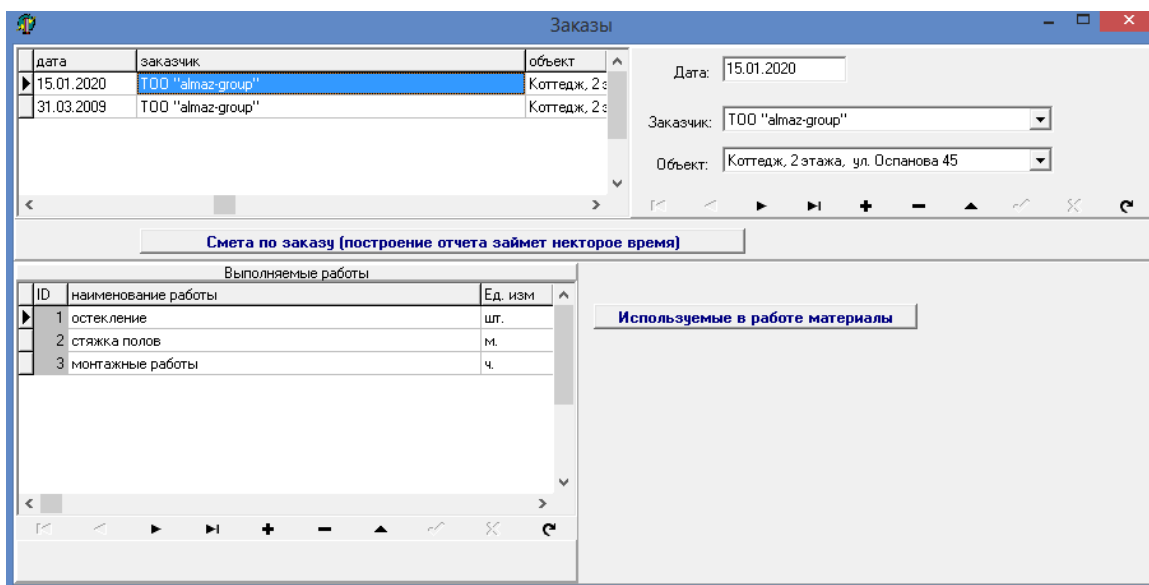 Заказы
дата заказчик объект
15.01.2020 ТОО "almaz-group" Коттедж, 2 э
31.03.2009 ТОО "almaz-group" Коттедж, 2 э
Дата: 15.01.2020
Заказчик: ТОО "almaz-group"
Объект: Коттедж, 2 этажа, ул. Оспанова 45
Смета по заказу (построение отчета займет некторое время)
Выполняемые работы
ID наименование работы Ед. изм
1 остекление шт.
2 стяжка полов м.
3 монтажные работы ч.
Используемые в работе материалы